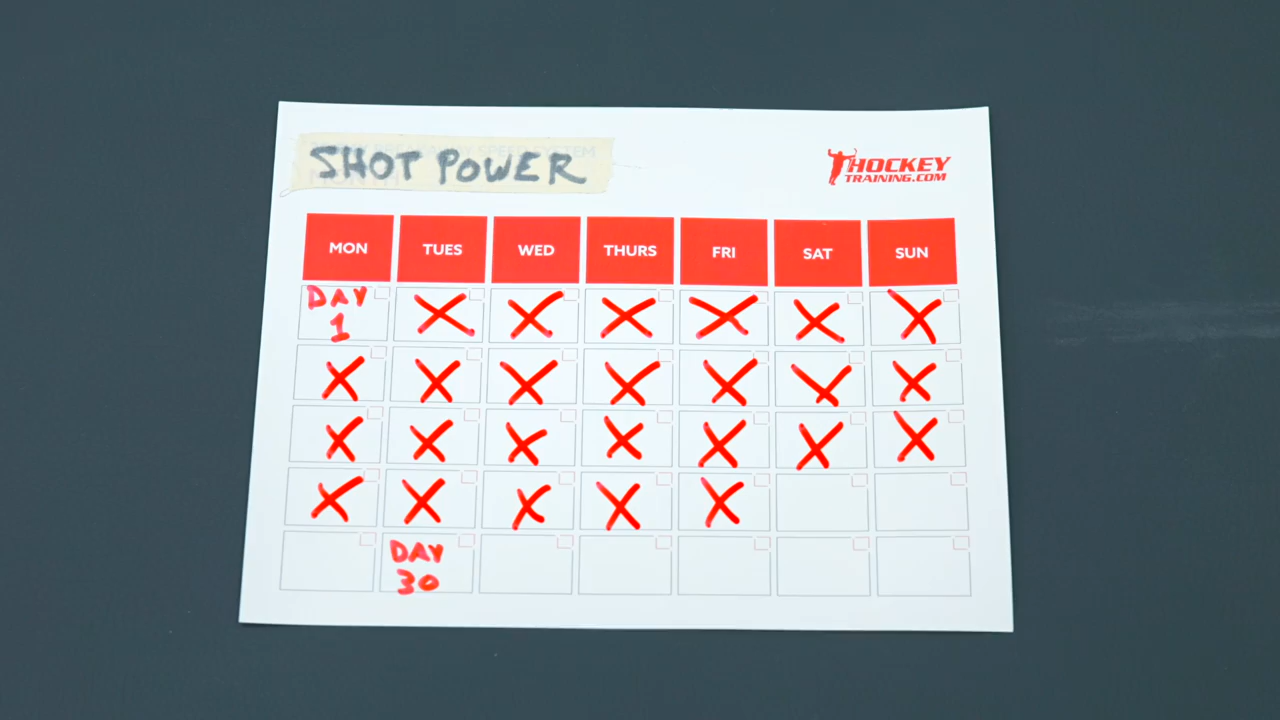 SHOT POWER
HOCKEY
TRAINING.COM
MON TUES WED THURS FRI SAT SUN
DAY
1
DAY
30